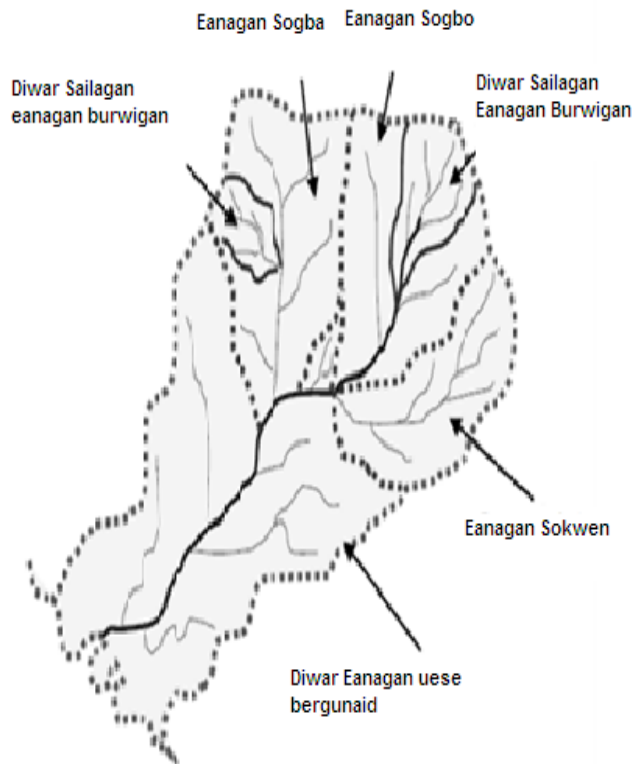 Eanagan Sogba
Eanagan Sogbo
Diwar Sailagan
eanagan burwigan
Diwar Sailagan
Eanagan Burwigan
Eanagan Sokwen
Diwar Eanagan uese
bergunaid